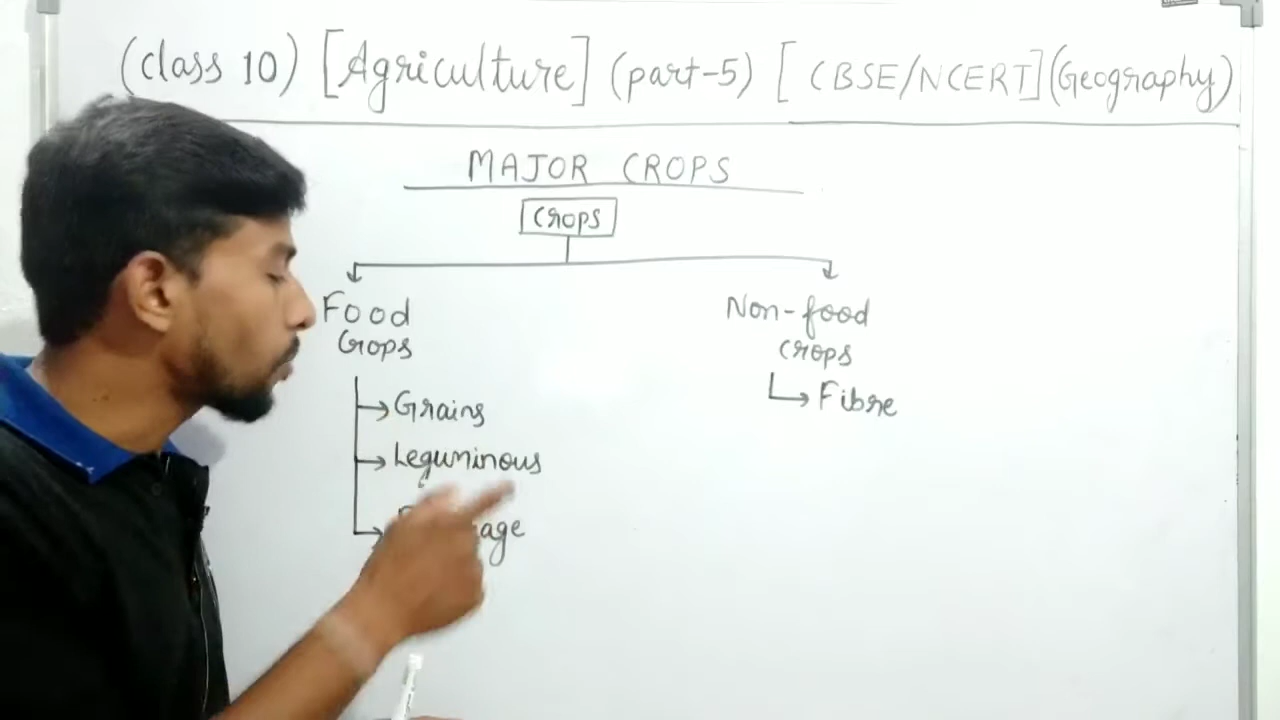 (class 10) [Agriculture] (part-5) [CBSE/NCERT] (Geography)
MAJOR CROPS
Crops
Food
Crops
Grains
Leguminous
Non-food
Crops
Fibre